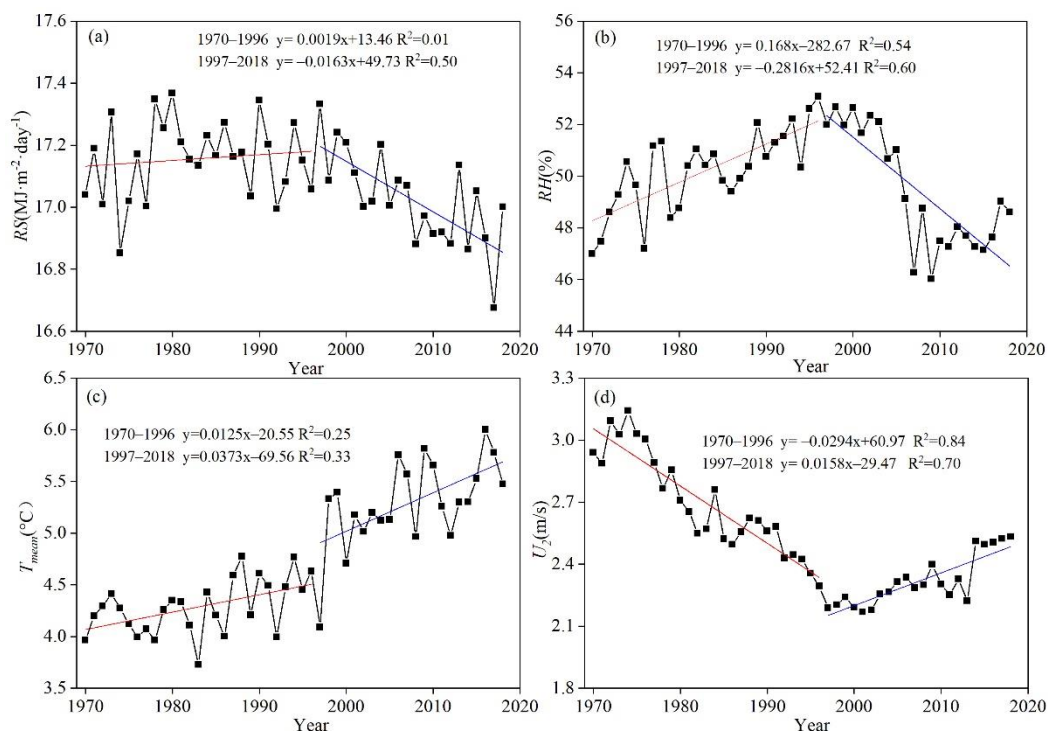 (a)
1970–1996 y= 0.0019x+13.46 R²=0.01
1997–2018 y= –0.0163x+49.73 R²=0.50
RS(MJ·m⁻²·day⁻¹)
17.6
17.4
17.2
17.0
16.8
16.6
1970 1980 1990 2000 2010 2020
Year
(b)
1970–1996 y= 0.168x–282.67 R²=0.54
1997–2018 y= –0.2816x+52.41 R²=0.60
RH(%)
56
54
52
50
48
46
44
1970 1980 1990 2000 2010 2020
Year
(c)
1970–1996 y=0.0125x–20.55 R²=0.25
1997–2018 y=0.0373x–69.56 R²=0.33
Tmean(°C)
6.5
6.0
5.5
5.0
4.5
4.0
3.5
1970 1980 1990 2000 2010 2020
Year
(d)
1970–1996 y= –0.0294x+60.97 R²=0.84
1997–2018 y= 0.0158x–29.47 R²=0.70
U₂(m/s)
3.3
3.0
2.7
2.4
2.1
1.8
1970 1980 1990 2000 2010 2020
Year